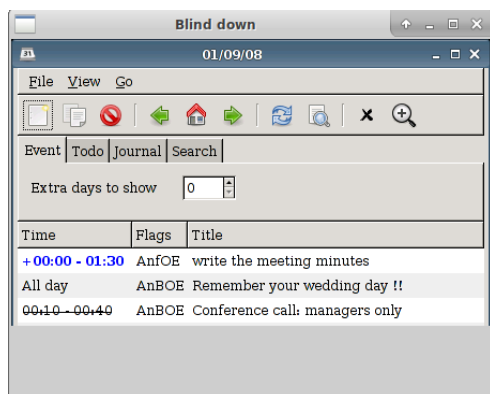 Blind down
31
01/09/08
File View Go
Event Todo Journal Search
Extra days to show 0
Time Flags Title
+00:00 - 01:30 AnfOE write the meeting minutes
All day AnBOE Remember your wedding day !!
00:10 - 00:40 AnBOE Conference call: managers only